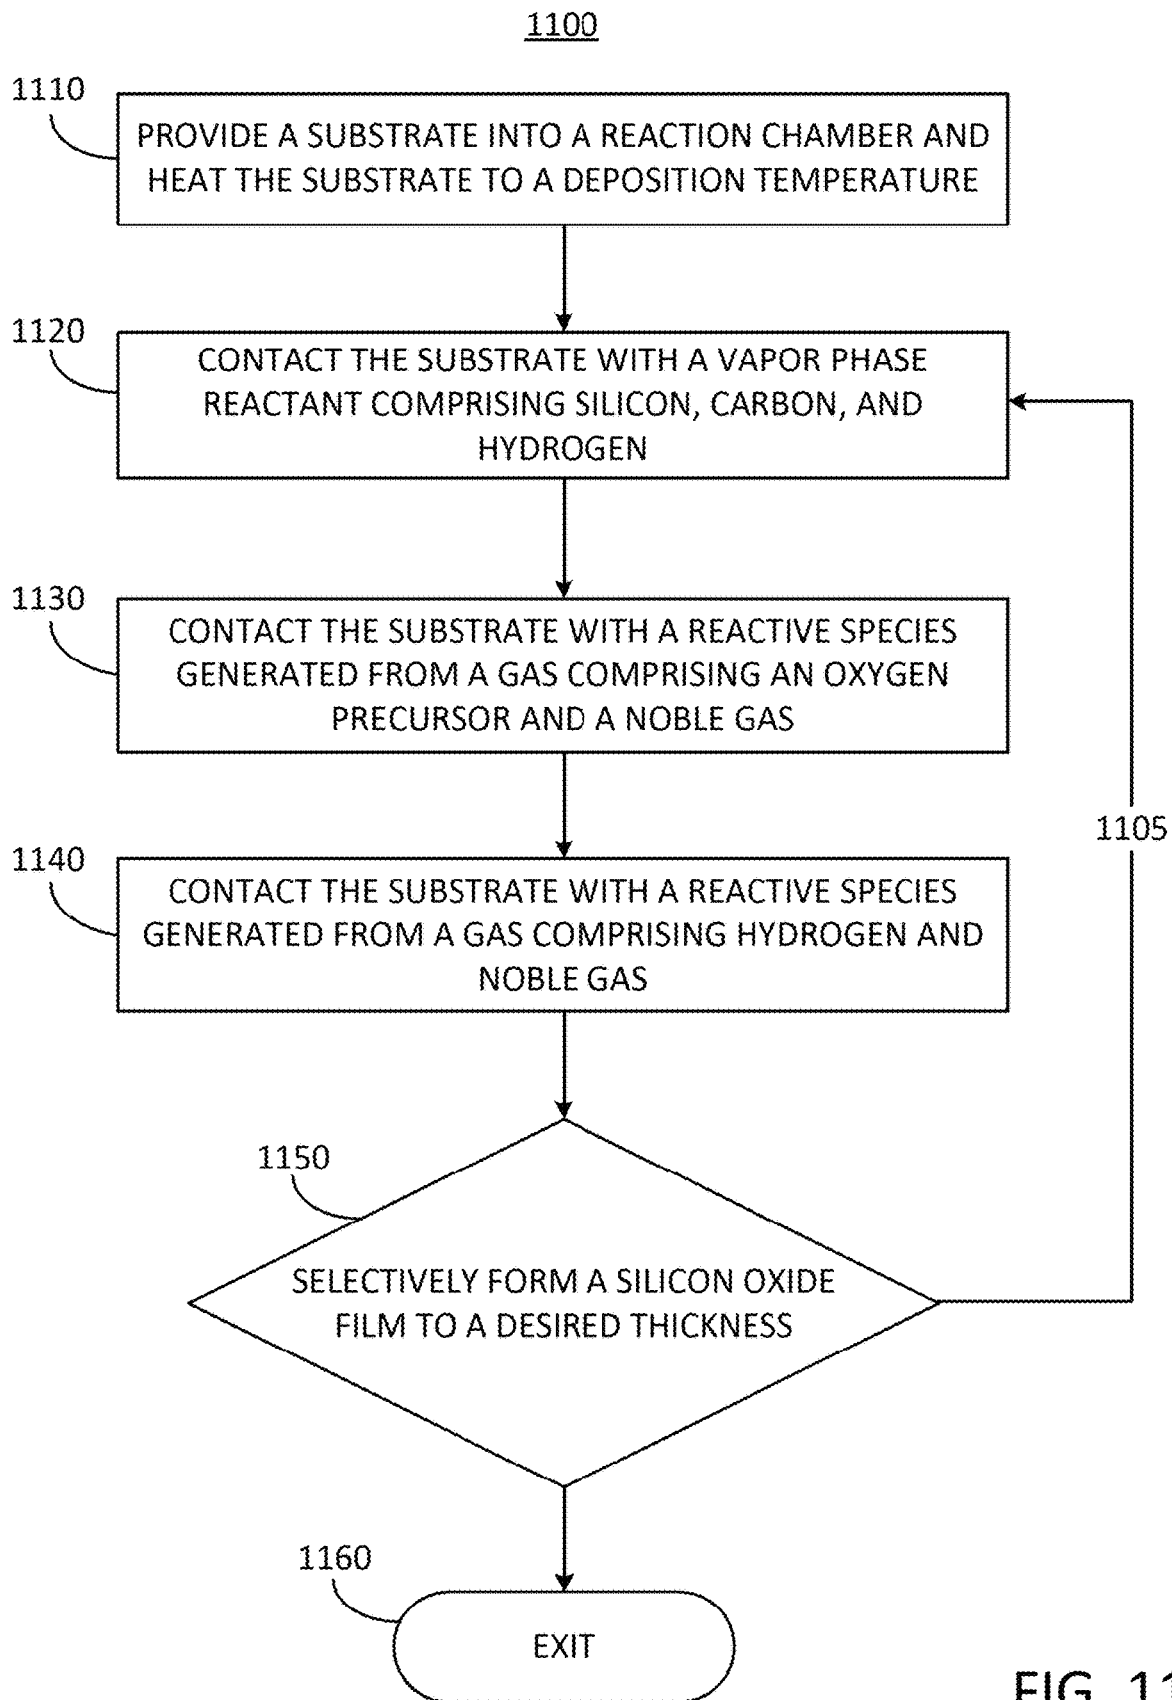 1100
1110
PROVIDE A SUBSTRATE INTO A REACTION CHAMBER AND
HEAT THE SUBSTRATE TO A DEPOSITION TEMPERATURE
1120
CONTACT THE SUBSTRATE WITH A VAPOR PHASE
REACTANT COMPRISING SILICON, CARBON, AND
HYDROGEN
1130
CONTACT THE SUBSTRATE WITH A REACTIVE SPECIES
GENERATED FROM A GAS COMPRISING AN OXYGEN
PRECURSOR AND A NOBLE GAS
1105
1140
CONTACT THE SUBSTRATE WITH A REACTIVE SPECIES
GENERATED FROM A GAS COMPRISING HYDROGEN AND
NOBLE GAS
1150
SELECTIVELY FORM A SILICON OXIDE
FILM TO A DESIRED THICKNESS
1160
EXIT
FIG. 11